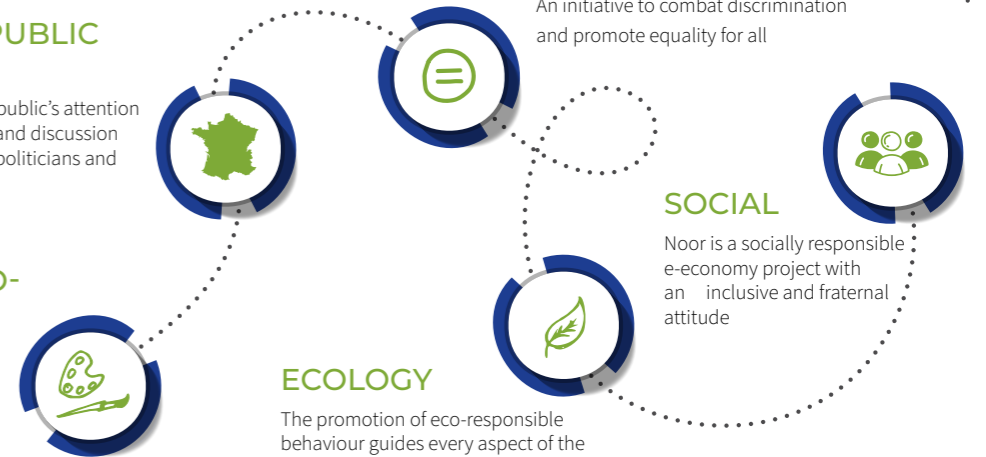 An initiative to combat discrimination
and promote equality for all
PUBLIC
public's attention
and discussion
politicians and
SOCIAL
Noor is a socially responsible
e-economy project with
an inclusive and fraternal
attitude
ECOLOGY
The promotion of eco-responsible
behaviour guides every aspect of the